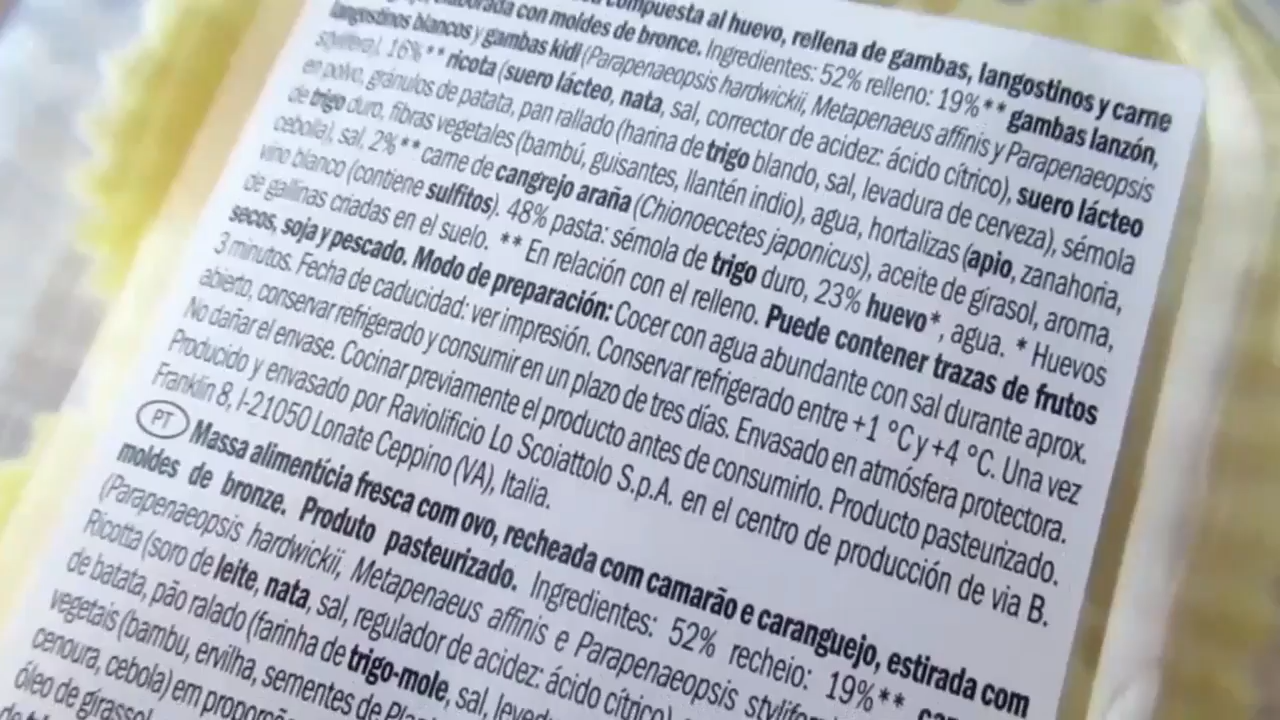 compuesta al huevo, rellena de gambas, langostinos y carne
elaborada con moldes de bronce. Ingredientes: 52% relleno: 19%** gambas lanzón,
langostinos blancos y gambas kidi (Parapenaeopsis hardwickii, Metapenaeus affinis y Parapenaeopsis
stylifera), 16%** ricota (suero lácteo, nata, sal, corrector de acidez: ácido cítrico), suero lácteo
en polvo, gránulos de patata, pan rallado (harina de trigo blando, sal, levadura de cerveza), sémola
de trigo duro, fibras vegetales (bambú, guisantes, llantén indio), agua, hortalizas (apio, zanahoria,
cebolla), sal, 2%** carne de cangrejo araña (Chionoecetes japonicus), aceite de girasol, aroma,
vino blanco (contiene sulfitos). 48% pasta: sémola de trigo duro, 23% huevo*, agua. * Huevos
de gallinas criadas en el suelo. ** En relación con el relleno. Puede contener trazas de frutos
secos, soja y pescado. Modo de preparación: Cocer con agua abundante con sal durante aprox.
3 minutos. Fecha de caducidad: ver impresión. Conservar refrigerado entre +1 °C y +4 °C. Una vez
abierto, conservar refrigerado y consumir en un plazo de tres días. Envasado en atmósfera protectora.
No dañar el envase. Cocinar previamente el producto antes de consumirlo. Producto pasteurizado.
Producido y envasado por Raviolificio Lo Scoiattolo S.p.A. en el centro de producción de via B.
Franklin 8, I-21050 Lonate Ceppino (VA), Italia.
PT Massa alimentícia fresca com ovo, recheada com camarão e caranguejo, estirada com
moldes de bronze. Produto pasteurizado. Ingredientes: 52% recheio: 19%**
(Parapenaeopsis hardwickii, Metapenaeus affinis e Parapenaeopsis
Ricotta (soro de leite, nata, sal, regulador de acidez: ácido cítrico),
de batata, pão ralado (farinha de trigo-mole, sal,
vegetais (bambu, ervilha, sementes de
cenoura, cebola) em
óleo de girassol